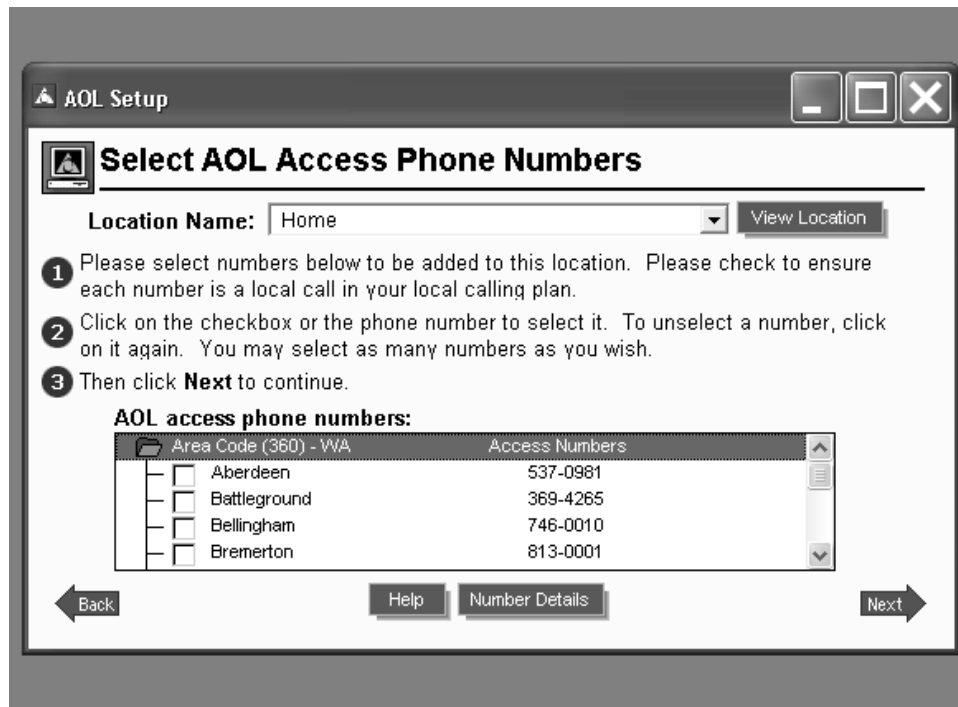 AOL Setup
Select AOL Access Phone Numbers
Location Name: Home View Location
1 Please select numbers below to be added to this location. Please check to ensure
each number is a local call in your local calling plan.
2 Click on the checkbox or the phone number to select it. To unselect a number, click
on it again. You may select as many numbers as you wish.
3 Then click Next to continue.
AOL access phone numbers:
Area Code (360) - WA Access Numbers
Aberdeen 537-0981
Battleground 369-4265
Bellingham 746-0010
Bremerton 813-0001
Back Help Number Details Next